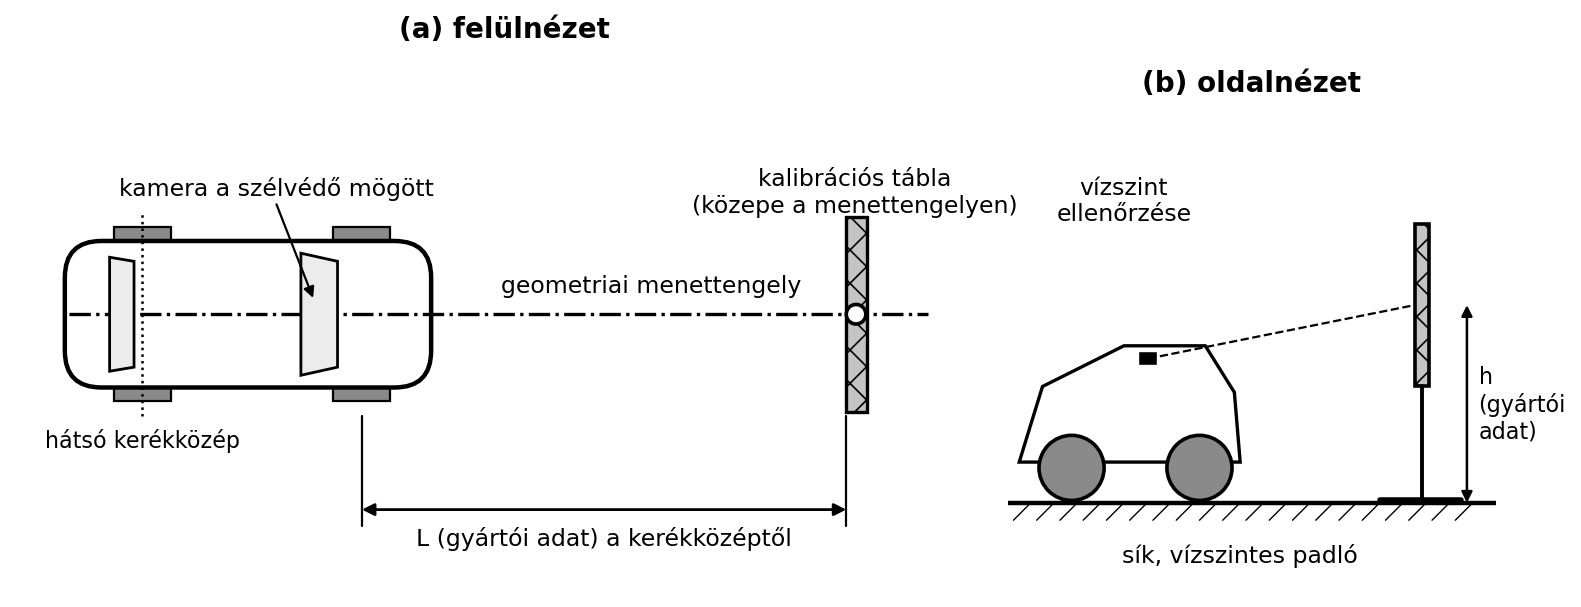 (a) felülnézet
(b) oldalnézet
kamera a szélvédő mögött
kalibrációs tábla
(közepe a menettengelyen)
vízszint
ellenőrzése
geometriai menettengely
hátsó kerékközép
L (gyártói adat) a kerékközéptől
h
(gyártói
adat)
sík, vízszintes padló